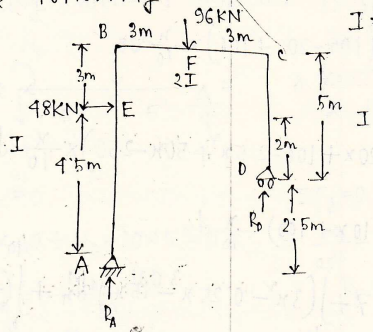 96KN
B 3m 3m C
I
F
2I
3m
5m
48KN E
2m
I
I
4.5m
D
R_D 2.5m
A
R_A